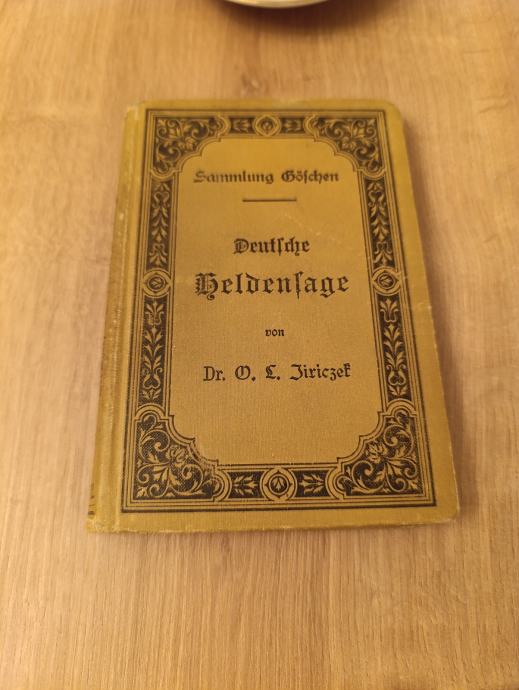 Sammlung Göschen
Deutsche
Heldensage
von
Dr. O. L. Jiriczek